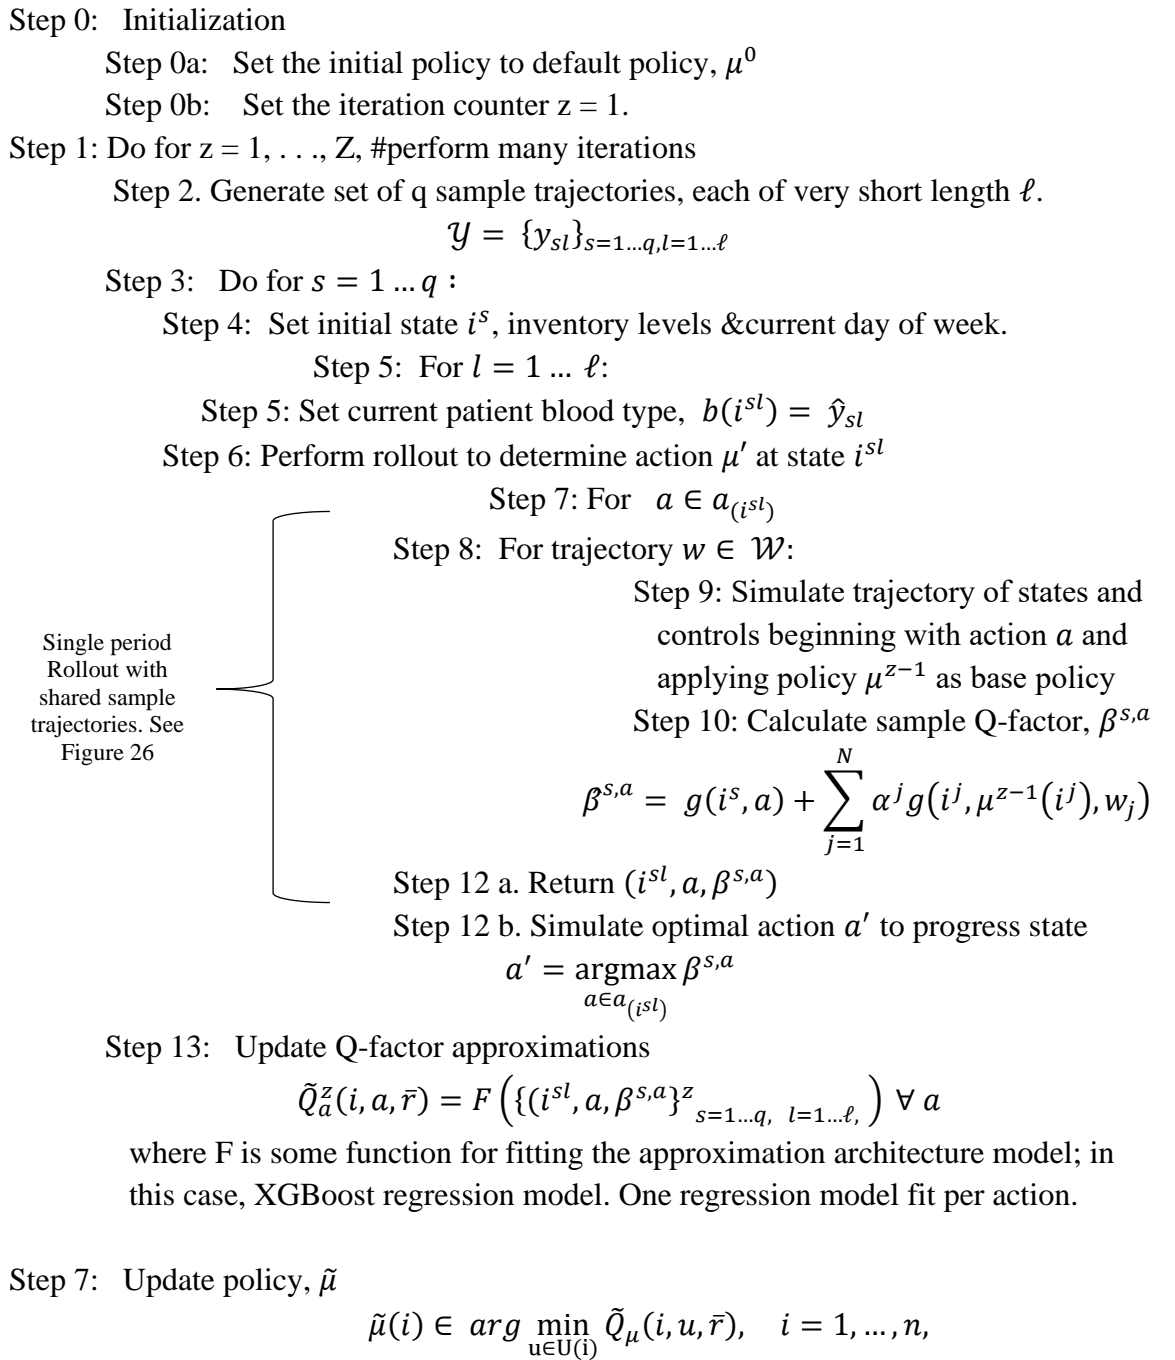 Step 0: Initialization
Step 0a: Set the initial policy to default policy, μ⁰
Step 0b: Set the iteration counter z = 1.
Step 1: Do for z = 1, . . ., Z, #perform many iterations
Step 2. Generate set of q sample trajectories, each of very short length ℓ.
𝒴 = {y_{sl}}_{s=1…q,l=1…ℓ}
Step 3: Do for s = 1 … q :
Step 4: Set initial state i^s, inventory levels &current day of week.
Step 5: For l = 1 … ℓ:
Step 5: Set current patient blood type, b(i^{sl}) = ŷ_{sl}
Step 6: Perform rollout to determine action μ′ at state i^{sl}
Step 7: For a ∈ a_{(i^{sl})}
Step 8: For trajectory w ∈ 𝒲:
Step 9: Simulate trajectory of states and
controls beginning with action a and
applying policy μ^{z−1} as base policy
Step 10: Calculate sample Q-factor, β^{s,a}
β^{s,a} = g(i^s, a) + ∑_{j=1}^{N} α^j g(i^j, μ^{z−1}(i^j), w_j)
Single period
Rollout with
shared sample
trajectories. See
Figure 26
Step 12 a. Return (i^{sl}, a, β^{s,a})
Step 12 b. Simulate optimal action a′ to progress state
a′ = argmax_{a∈a_{(i^{sl})}} β^{s,a}
Step 13: Update Q-factor approximations
Q̃_a^z(i, a, r̄) = F({(i^{sl}, a, β^{s,a}}^z_{s=1…q, l=1…ℓ,}) ∀ a
where F is some function for fitting the approximation architecture model; in
this case, XGBoost regression model. One regression model fit per action.
Step 7: Update policy, μ̃
μ̃(i) ∈ arg min_{u∈U(i)} Q̃_μ(i, u, r̄), i = 1, … , n,